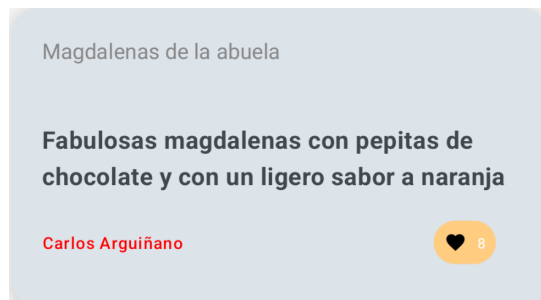 Magdalenas de la abuela
Fabulosas magdalenas con pepitas de
chocolate y con un ligero sabor a naranja
Carlos Arguiñano
8